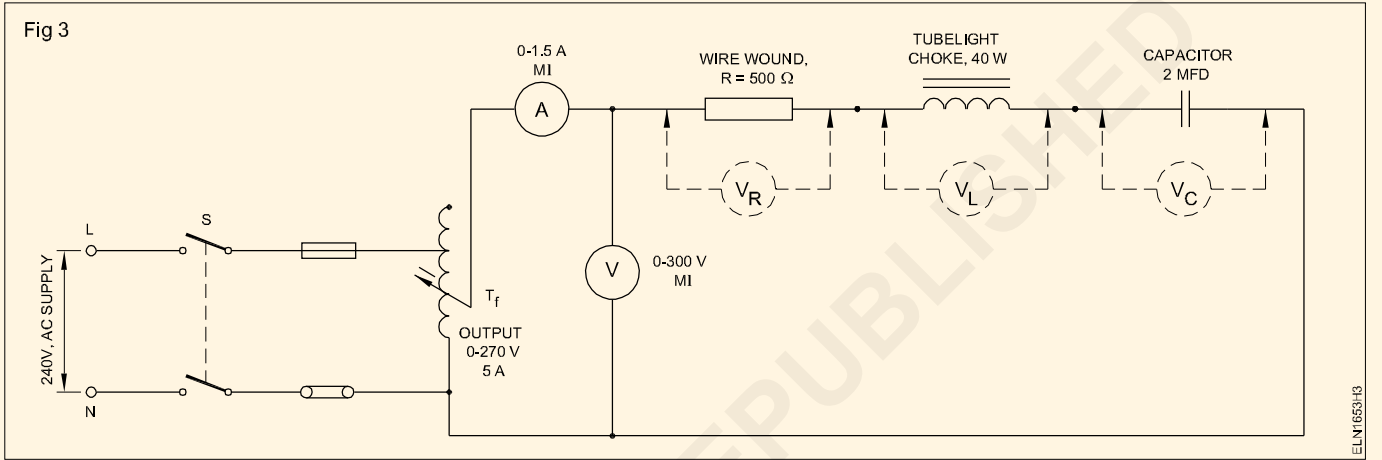 Fig 3
0-1.5 A
MI
A
WIRE WOUND,
R = 500 Ω
TUBELIGHT
CHOKE, 40 W
CAPACITOR
2 MFD
V_R
V_L
V_C
L
S
240V, AC SUPPLY
N
T_f
OUTPUT
0-270 V
5 A
V
0-300 V
MI
EPUBLISHED
ELN1653H3